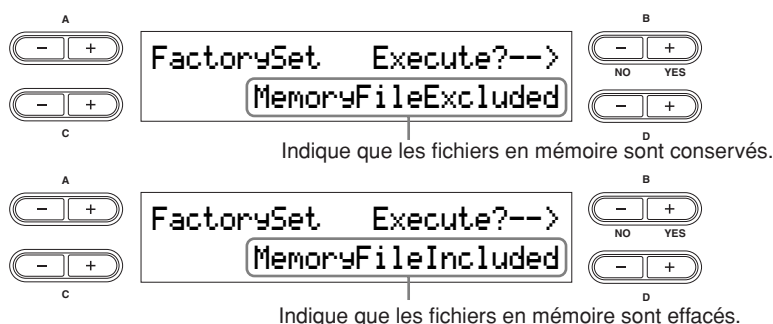 A
B
- + FactorySet Execute?--> - +
NO YES
- + MemoryFileExcluded - +
C
D
Indique que les fichiers en mémoire sont conservés.
A
B
- + FactorySet Execute?--> - +
NO YES
- + MemoryFileIncluded - +
C
D
Indique que les fichiers en mémoire sont effacés.